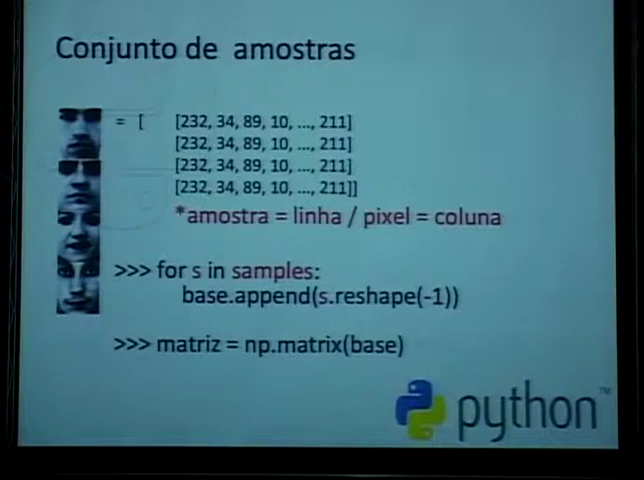 Conjunto de amostras
= [ [232, 34, 89, 10, ..., 211]
[232, 34, 89, 10, ..., 211]
[232, 34, 89, 10, ..., 211]
[232, 34, 89, 10, ..., 211]]
*amostra = linha / pixel = coluna
>>> for s in samples:
base.append(s.reshape(-1))
>>> matriz = np.matrix(base)
python™